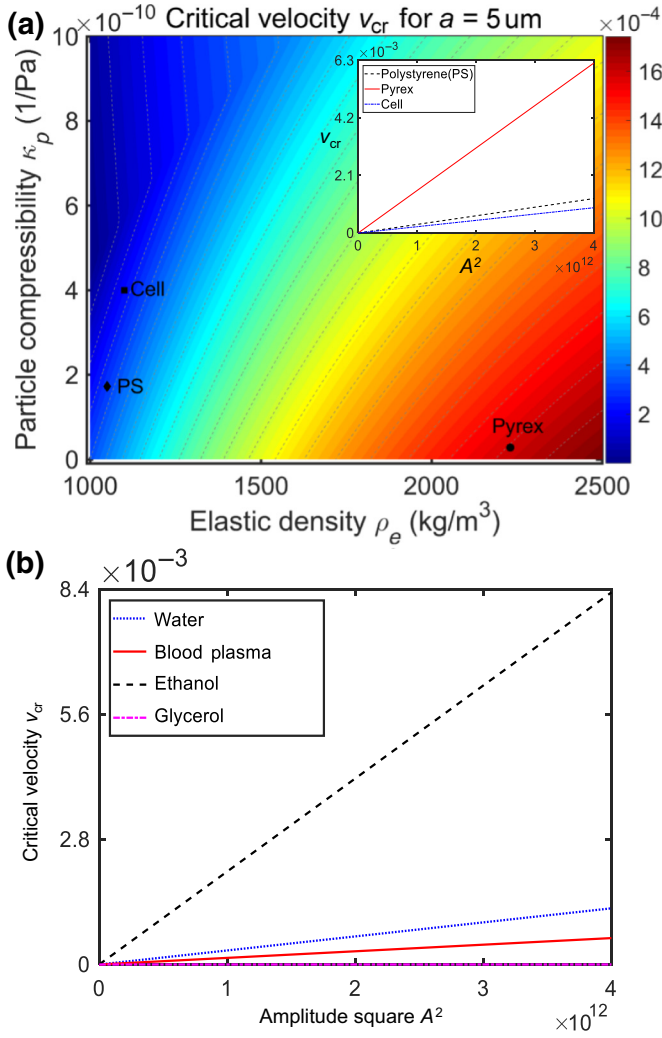 (a)
Critical velocity v_cr for a = 5 um
×10⁻¹⁰
×10⁻⁴
10
8
6
4
2
0
Particle compressibility κ_p (1/Pa)
1000 1500 2000 2500
Elastic density ρ_e (kg/m³)
Cell
PS
Pyrex
16
14
12
10
8
6
4
2
×10⁻³
6.3
4.2
2.1
0
v_cr
Polystyrene(PS)
Pyrex
Cell
0 1 2 3 4
A²
×10¹²
(b)
×10⁻³
8.4
5.6
2.8
0
Critical velocity v_cr
Water
Blood plasma
Ethanol
Glycerol
0 1 2 3 4
Amplitude square A²
×10¹²